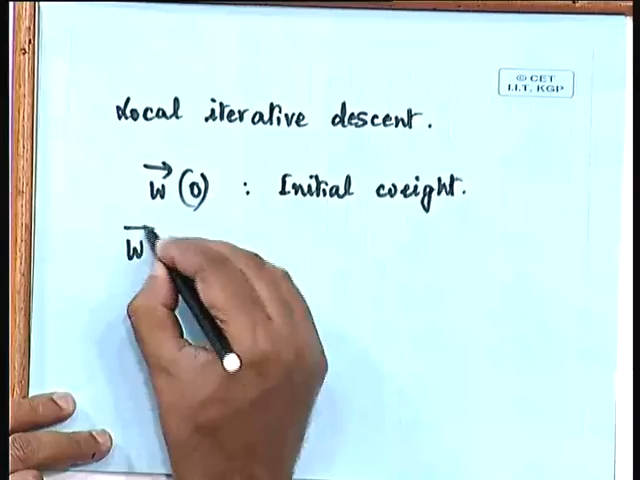 © CET
I.I.T. KGP
Local iterative descent.
w⃗ (0) : Initial weight.
w⃗